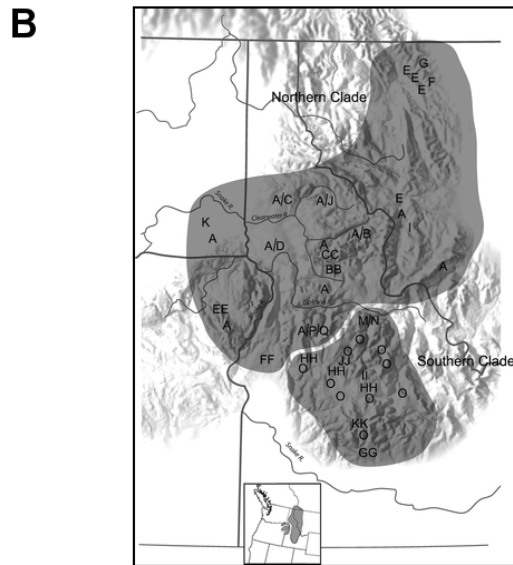 B
G
E
E F
E
Northern Clade
A/C A/J
Snake R.
Clearwater R.
E
A
I
K
A
A/D
A/B
A
CC
BB
A
A
Salmon R.
EE
A
A/P/Q
M/N
O
FF
HH
JJ
O
O
Southern Clade
O
HH
II
O
HH
O
O
O
KK
O
GG
Snake R.